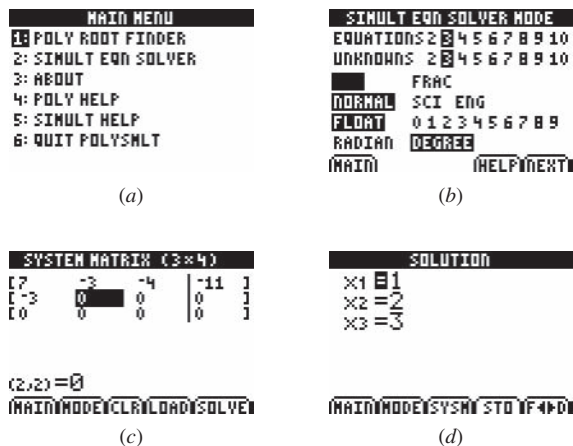 MAIN MENU
1: POLY ROOT FINDER
2: SIMULT EQN SOLVER
3: ABOUT
4: POLY HELP
5: SIMULT HELP
6: QUIT POLYSMLT
(a)
SIMULT EQN SOLVER MODE
EQUATIONS 2 3 4 5 6 7 8 9 10
UNKNOWNS 2 3 4 5 6 7 8 9 10
FRAC
NORMAL SCI ENG
FLOAT 0 1 2 3 4 5 6 7 8 9
RADIAN DEGREE
MAIN HELP NEXT
(b)
SYSTEM MATRIX (3×4)
[7 -3 -4 | -11 ]
[-3 0 0 | 0 ]
[0 0 0 | 0 ]
(2,2)=0
MAIN MODE CLR LOAD SOLVE
(c)
SOLUTION
X1 =1
X2 =2
X3 =3
MAIN MODE SYSM STO F◄►D
(d)